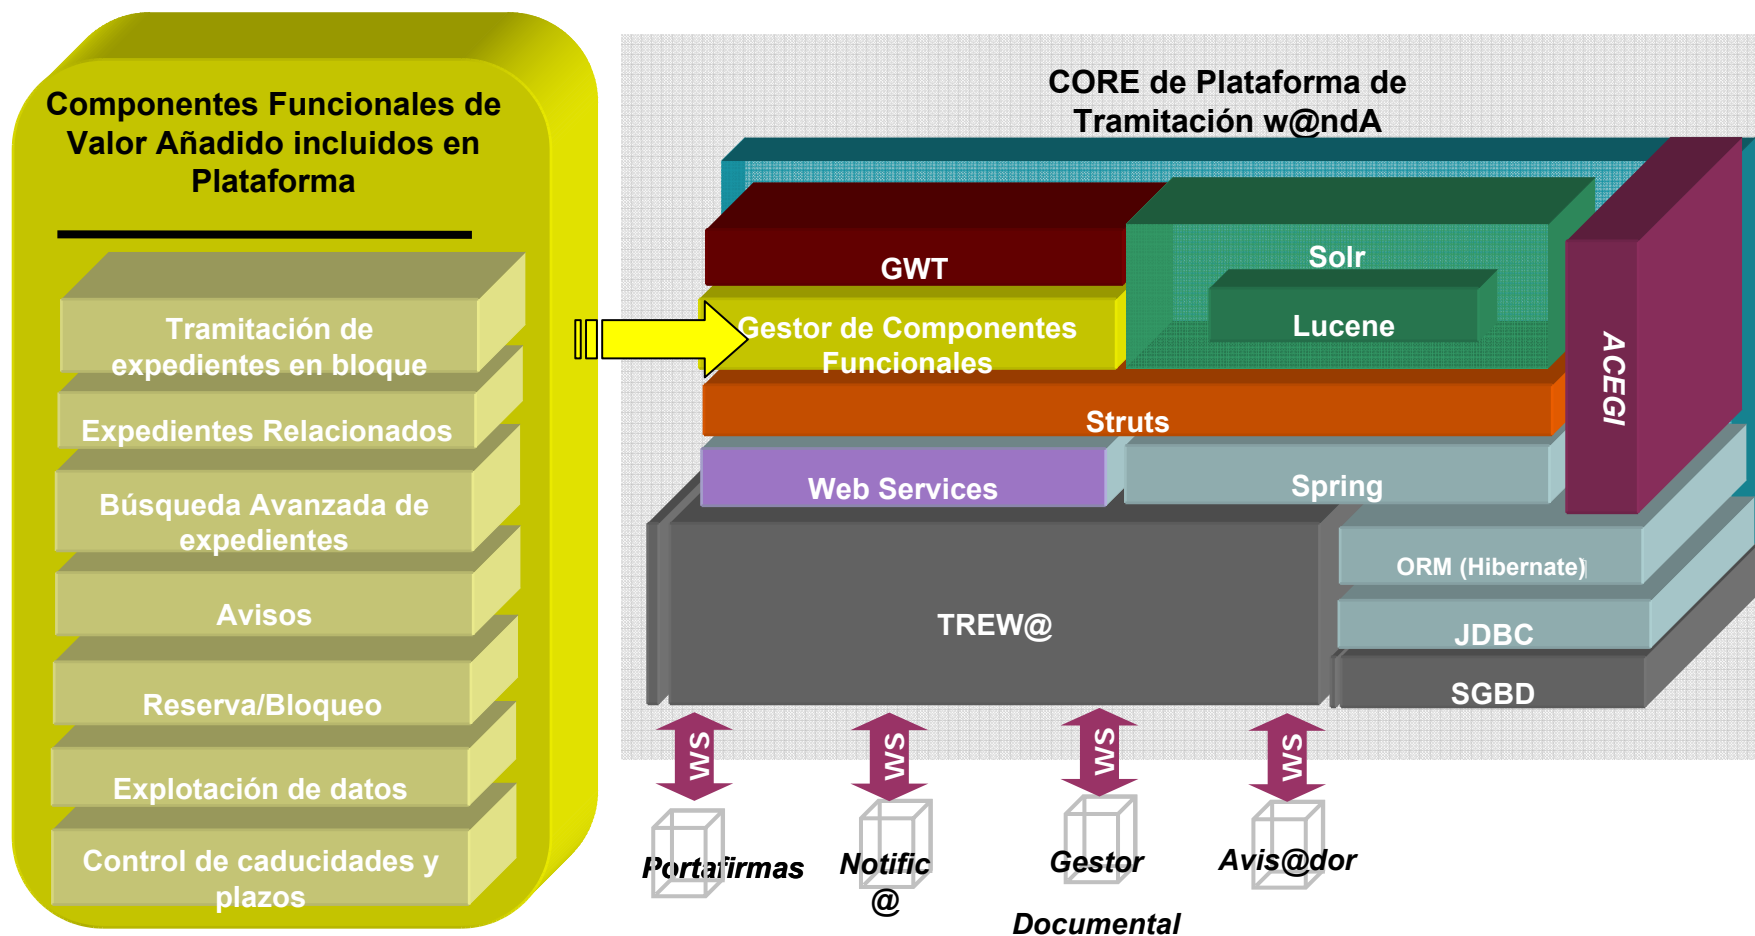 Componentes Funcionales de
Valor Añadido incluidos en
Plataforma
Tramitación de
expedientes en bloque
Expedientes Relacionados
Búsqueda Avanzada de
expedientes
Avisos
Reserva/Bloqueo
Explotación de datos
Control de caducidades y
plazos
CORE de Plataforma de
Tramitación w@ndA
GWT
Solr
Lucene
Gestor de Componentes
Funcionales
ACEGI
Struts
Web Services
Spring
ORM (Hibernate)
TREW@
JDBC
SGBD
WS
WS
WS
WS
Portafirmas
Notific
@
Gestor
Documental
Avis@dor